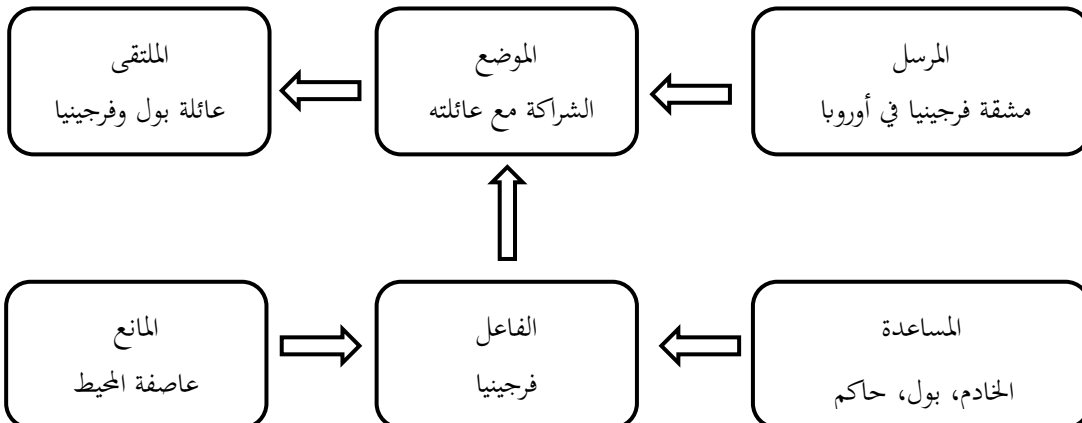 المرسل
مشقة فرجينيا في أوروبا
الموضع
الشراكة مع عائلته
الملتقى
عائلة بول وفرجينيا
المساعدة
الخادم، بول، حاكم
الفاعل
فرجينيا
المانع
عاصفة المحيط